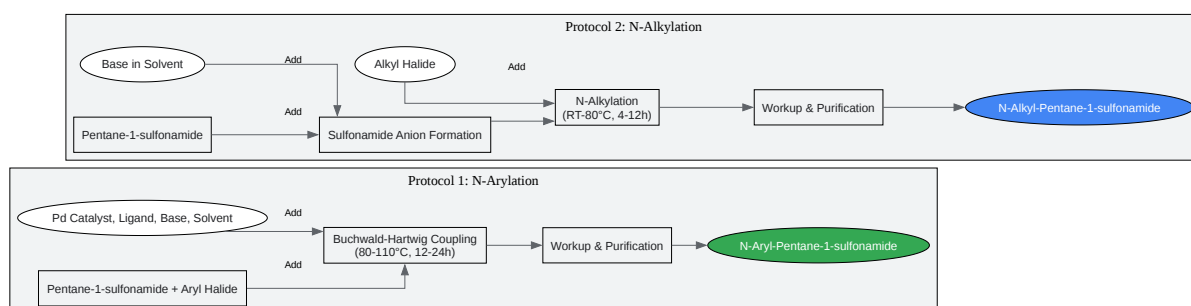 Protocol 2: N-Alkylation
Base in Solvent
Add
Alkyl Halide
Add
Pentane-1-sulfonamide
Add
Sulfonamide Anion Formation
N-Alkylation
(RT-80°C, 4-12h)
Workup & Purification
N-Alkyl-Pentane-1-sulfonamide
Protocol 1: N-Arylation
Pd Catalyst, Ligand, Base, Solvent
Add
Pentane-1-sulfonamide + Aryl Halide
Add
Buchwald-Hartwig Coupling
(80-110°C, 12-24h)
Workup & Purification
N-Aryl-Pentane-1-sulfonamide